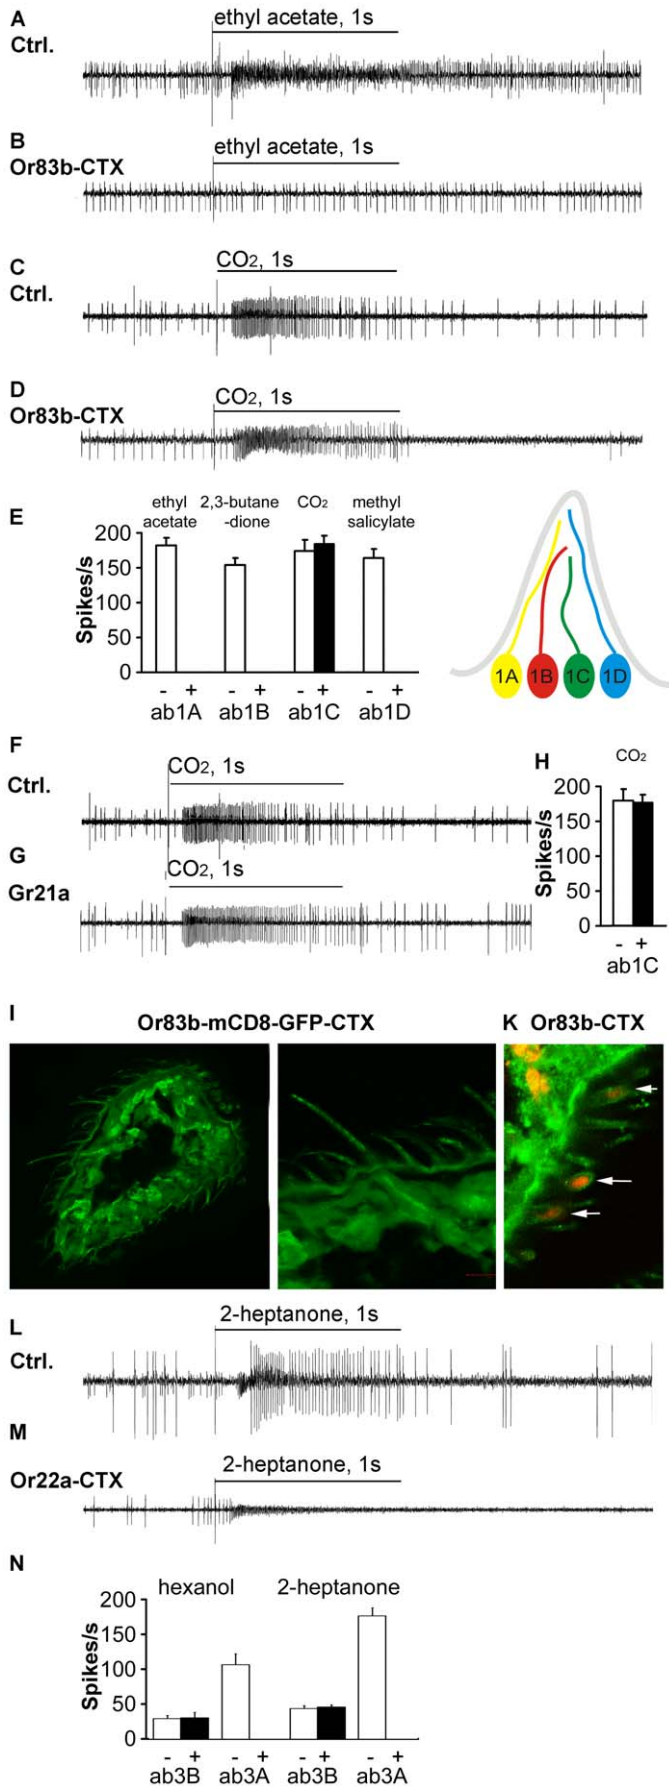 A
Ctrl.
ethyl acetate, 1s
B
Or83b-CTX
ethyl acetate, 1s
C
Ctrl.
CO2, 1s
D
Or83b-CTX
CO2, 1s
E
ethyl acetate
2,3-butane-dione
CO2
methyl salicylate
Spikes/s
200
150
100
50
0
- + - + - + - +
ab1A ab1B ab1C ab1D
1A 1B 1C 1D
F
Ctrl.
CO2, 1s
G
Gr21a
CO2, 1s
H
CO2
Spikes/s
200
150
100
50
0
- +
ab1C
I
Or83b-mCD8-GFP-CTX
K Or83b-CTX
L
Ctrl.
2-heptanone, 1s
M
Or22a-CTX
2-heptanone, 1s
N
hexanol 2-heptanone
Spikes/s
200
150
100
50
0
- + - + - + - +
ab3B ab3A ab3B ab3A